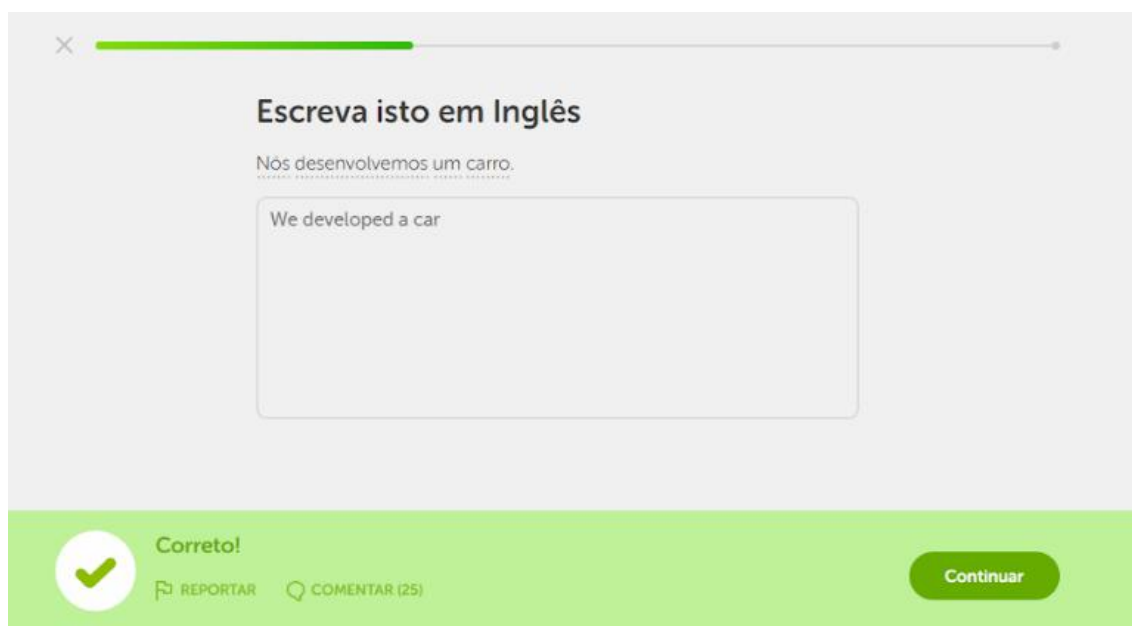 Escreva isto em Inglês
Nós desenvolvemos um carro.
We developed a car
Correto!
REPORTAR COMENTAR (25)
Continuar